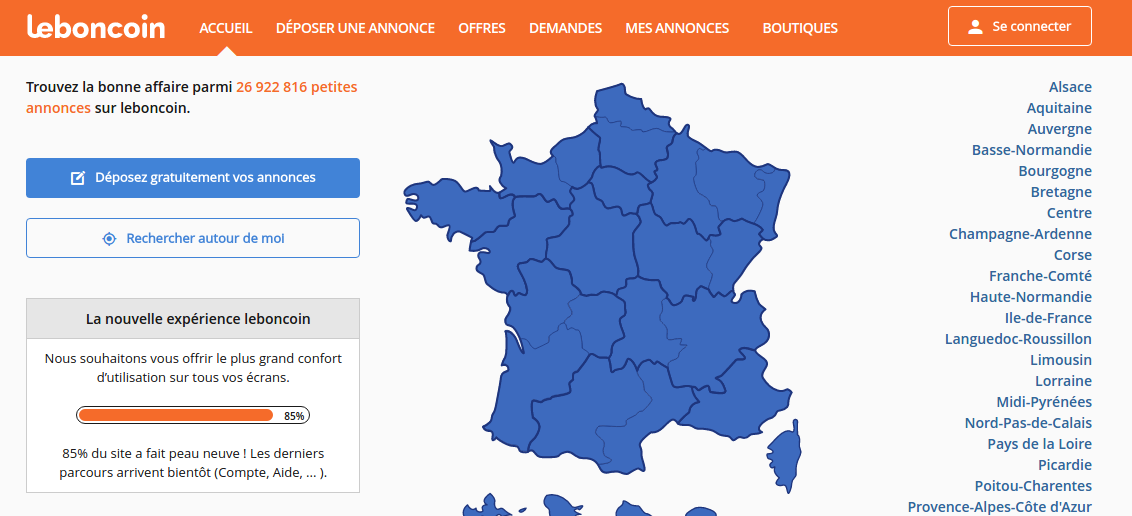 leboncoin
ACCUEIL
DÉPOSER UNE ANNONCE
OFFRES
DEMANDES
MES ANNONCES
BOUTIQUES
Se connecter
Trouvez la bonne affaire parmi 26 922 816 petites
annonces sur leboncoin.
Déposez gratuitement vos annonces
Rechercher autour de moi
La nouvelle expérience leboncoin
Nous souhaitons vous offrir le plus grand confort
d’utilisation sur tous vos écrans.
85%
85% du site a fait peau neuve ! Les derniers
parcours arrivent bientôt (Compte, Aide, ... ).
Alsace
Aquitaine
Auvergne
Basse-Normandie
Bourgogne
Bretagne
Centre
Champagne-Ardenne
Corse
Franche-Comté
Haute-Normandie
Ile-de-France
Languedoc-Roussillon
Limousin
Lorraine
Midi-Pyrénées
Nord-Pas-de-Calais
Pays de la Loire
Picardie
Poitou-Charentes
Provence-Alpes-Côte d'Azur